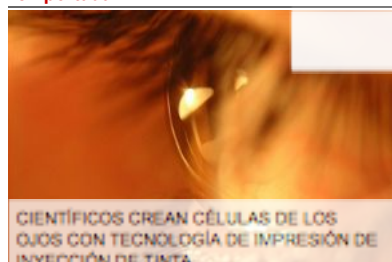 CIENTÍFICOS CREAN CÉLULAS DE LOS
OJOS CON TECNOLOGÍA DE IMPRESIÓN DE
INYECCIÓN DE TINTA